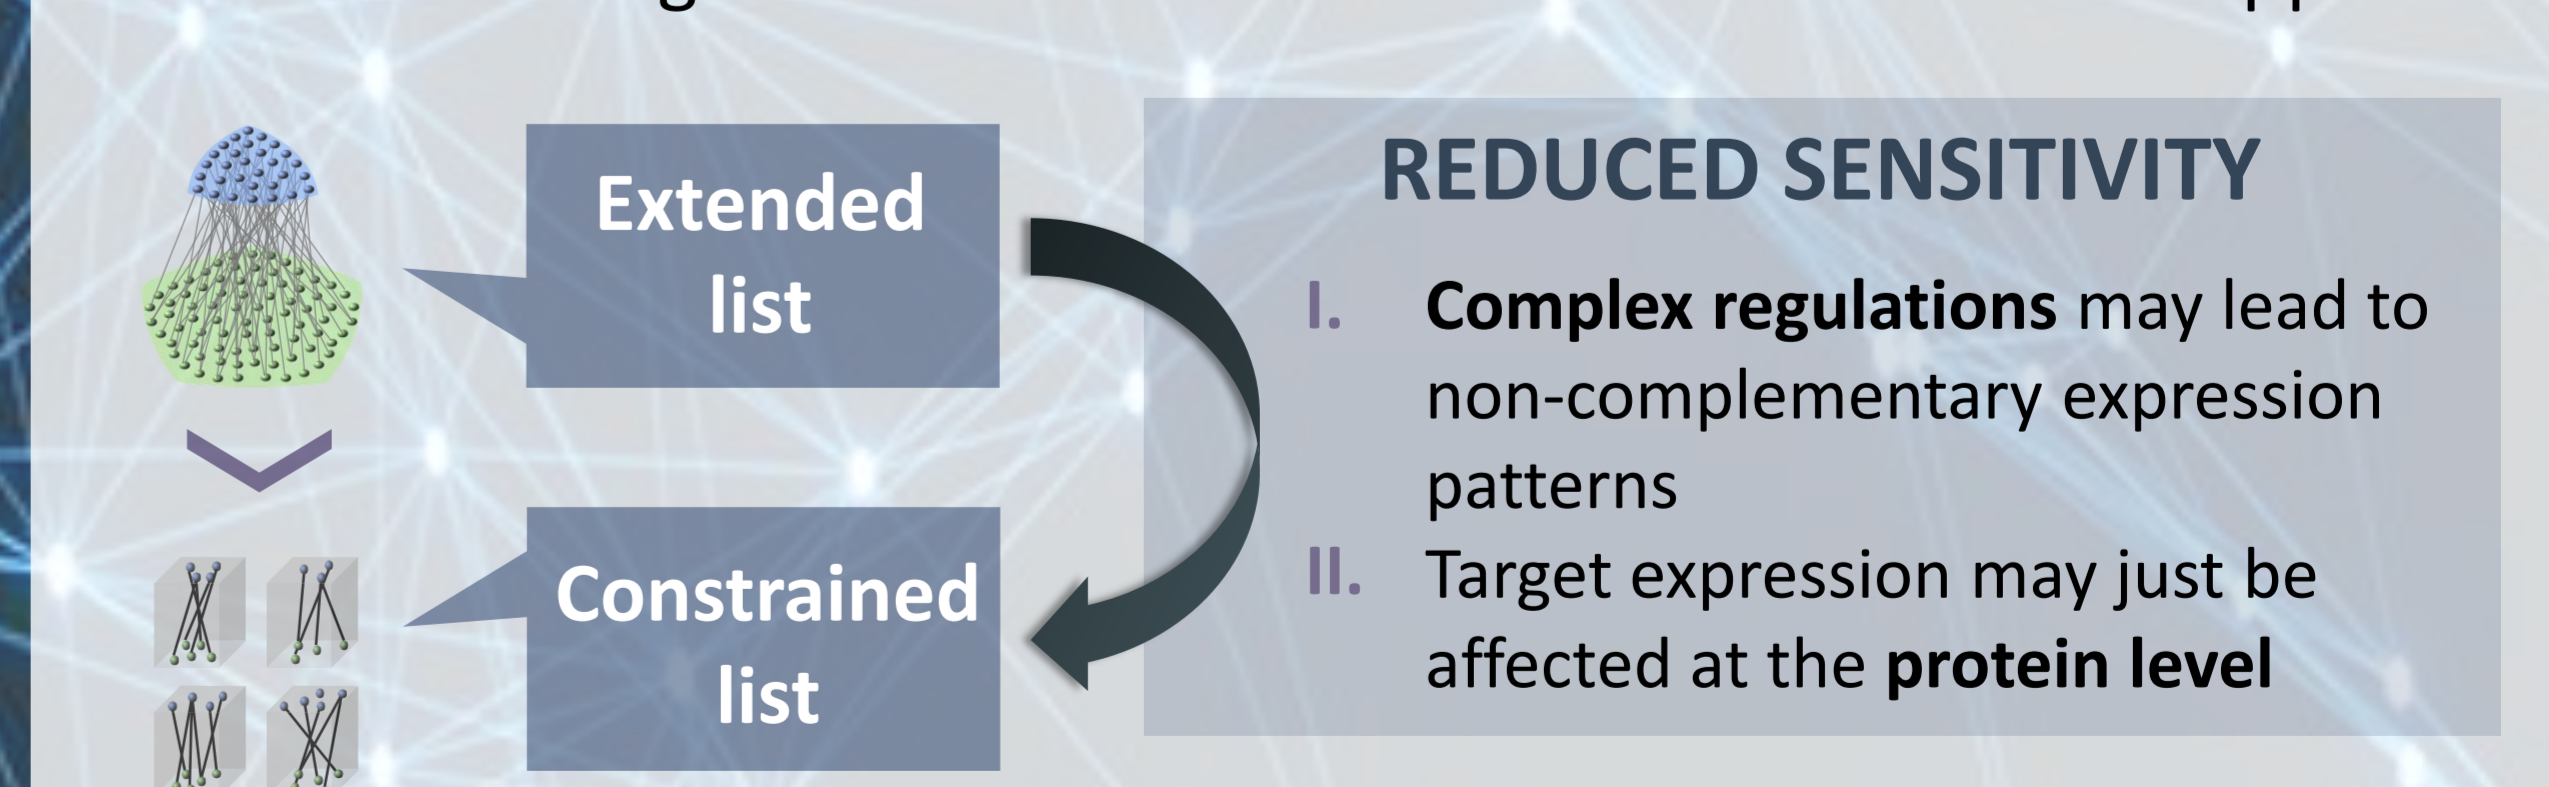 Extended
list
Constrained
list
REDUCED SENSITIVITY
I. Complex regulations may lead to
non-complementary expression
patterns
II. Target expression may just be
affected at the protein level